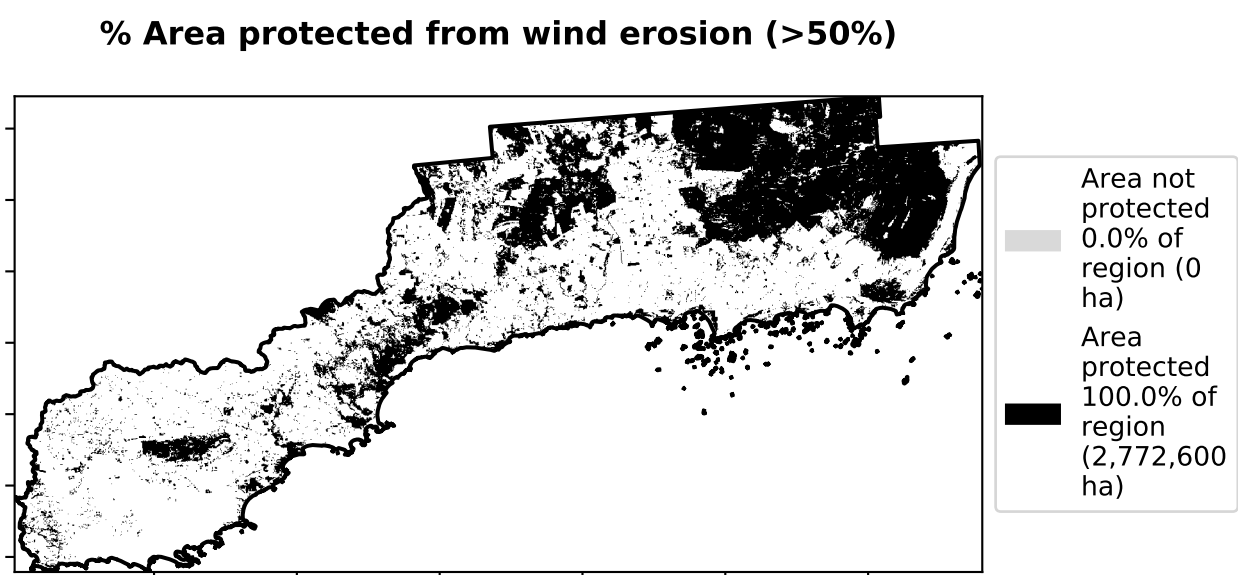 % Area protected from wind erosion (>50%)
Area not
protected
0.0% of
region (0
ha)
Area
protected
100.0% of
region
(2,772,600
ha)